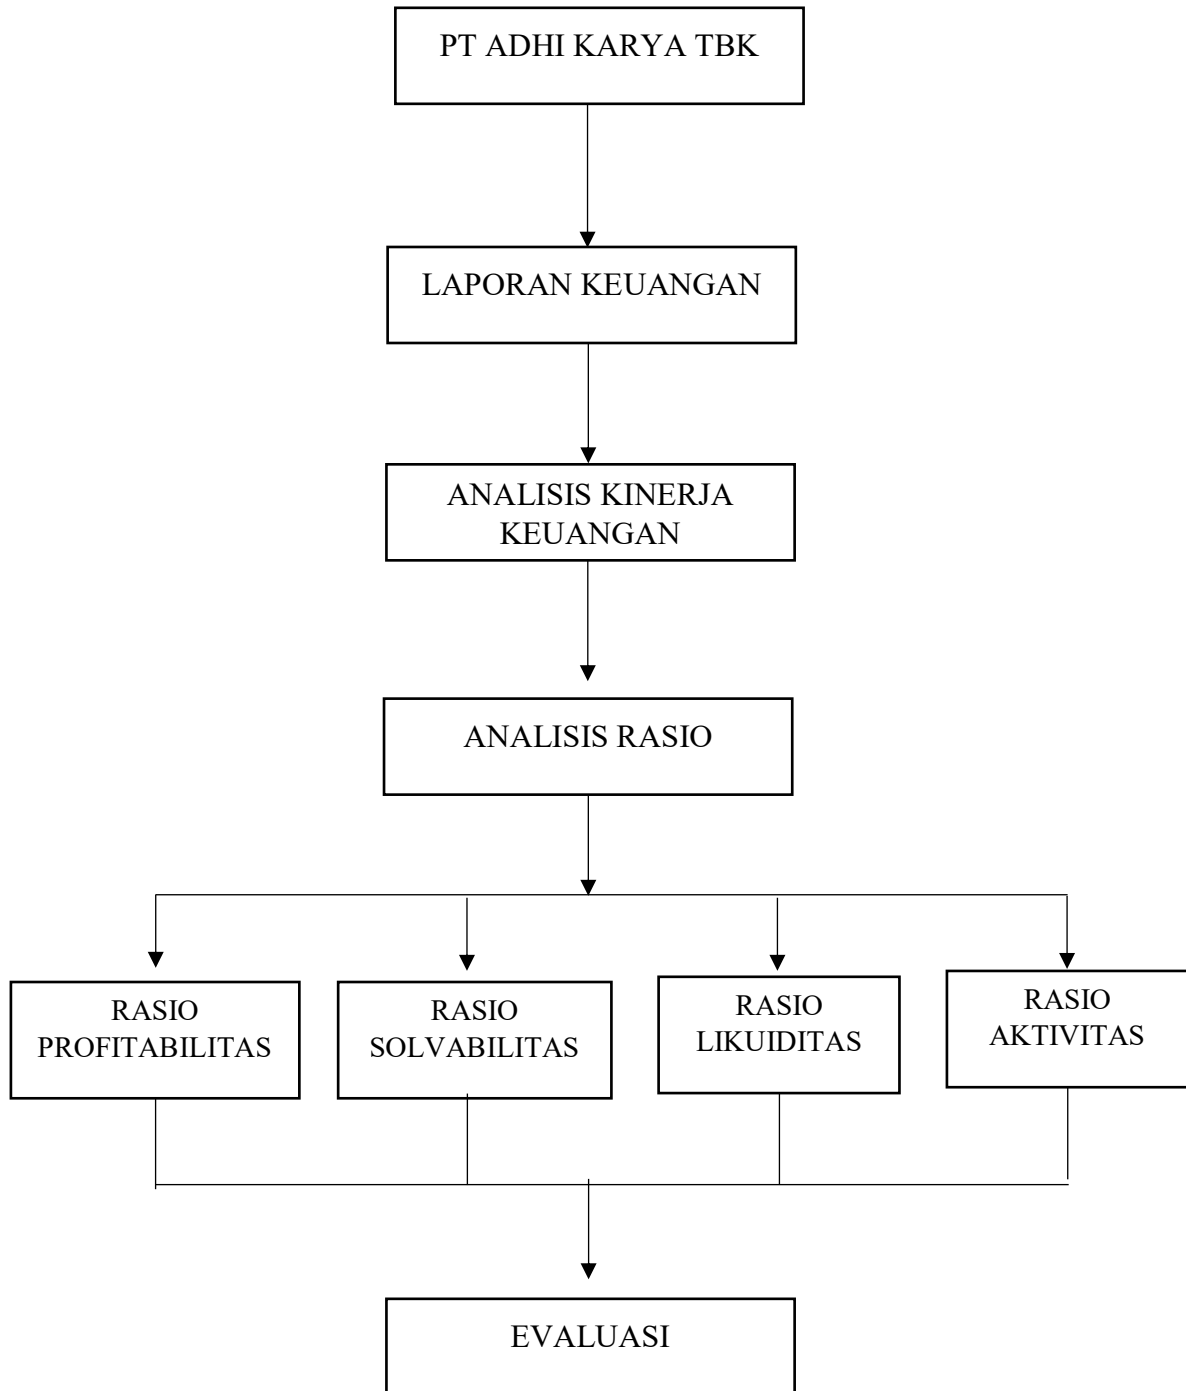 PT ADHI KARYA TBK
LAPORAN KEUANGAN
ANALISIS KINERJA
KEUANGAN
ANALISIS RASIO
RASIO
PROFITABILITAS
RASIO
SOLVABILITAS
RASIO
LIKUIDITAS
RASIO
AKTIVITAS
EVALUASI